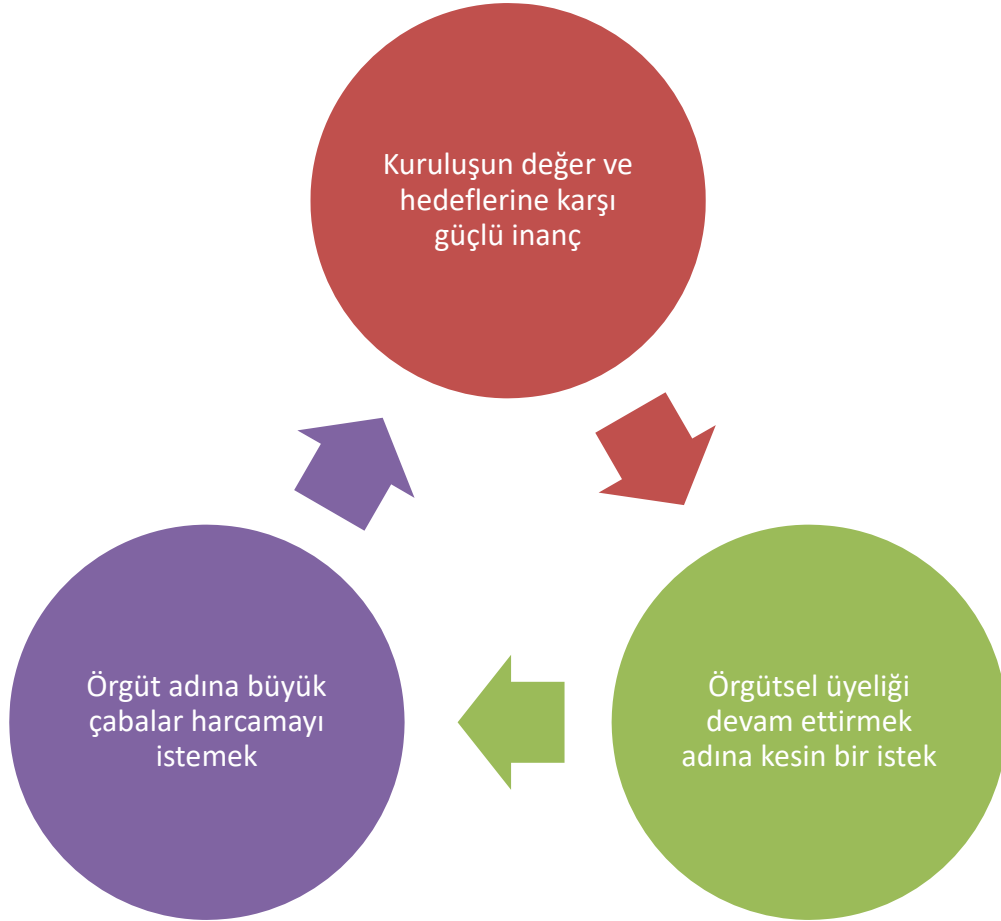 Kuruluşun değer ve
hedeflerine karşı
güçlü inanç
Örgütsel üyeliği
devam ettirmek
adına kesin bir istek
Örgüt adına büyük
çabalar harcamayı
istemek